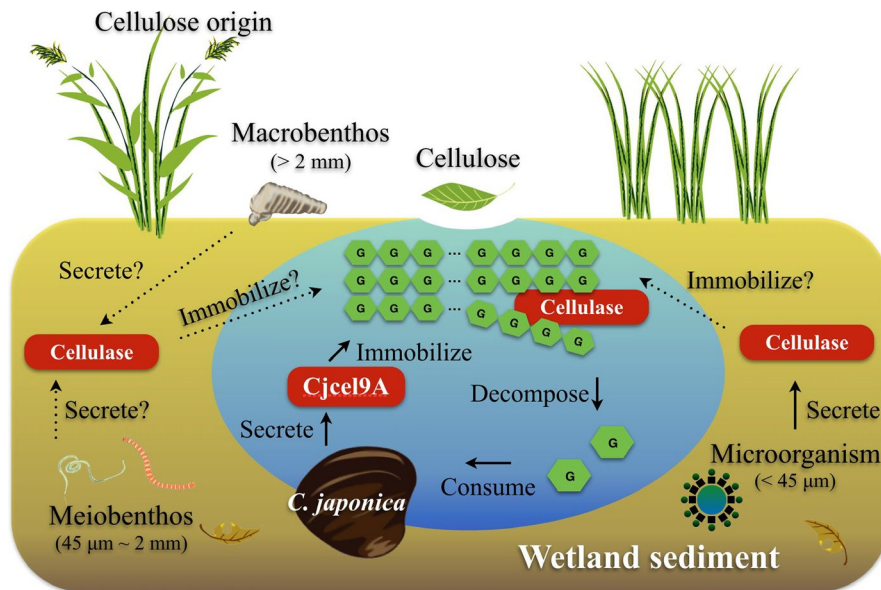 Cellulose origin
Macrobenthos
(> 2 mm)
Cellulose
Secrete?
Immobilize?
G G G ··· G G G G
G G G ··· G G G G
G G G ··· G G G G
Cellulase
Immobilize?
Cellulase
Cellulase
Immobilize
Cjcel9A
Decompose
Secrete?
Secrete
Secrete
G
G
C. japonica
Consume
Microorganism
(< 45 μm)
Meiobenthos
(45 μm ~ 2 mm)
Wetland sediment